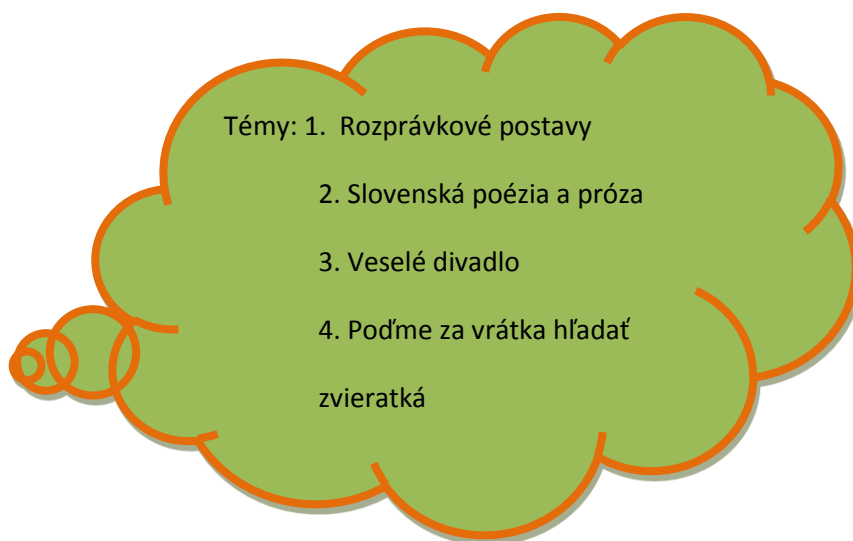 Témy: 1. Rozprávkové postavy
2. Slovenská poézia a próza
3. Veselé divadlo
4. Poďme za vrátka hľadať
zvieratká